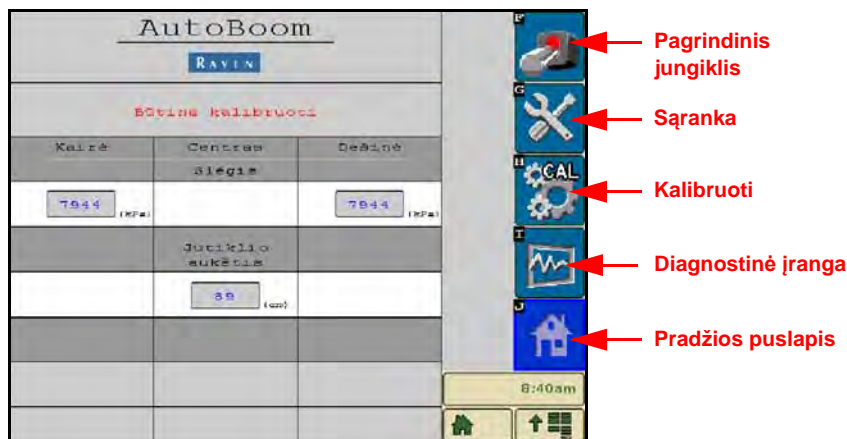 AutoBoom
RAVEN
Būtina kalibruoti
Kairė Centras Dešinė
Slėgis
7944 (kPa) 7944 (kPa)
Jutiklio
aukštis
89 (cm)
F
G
H
CAL
I
J
8:40am
Pagrindinis
jungiklis
Sąranka
Kalibruoti
Diagnostinė įranga
Pradžios puslapis